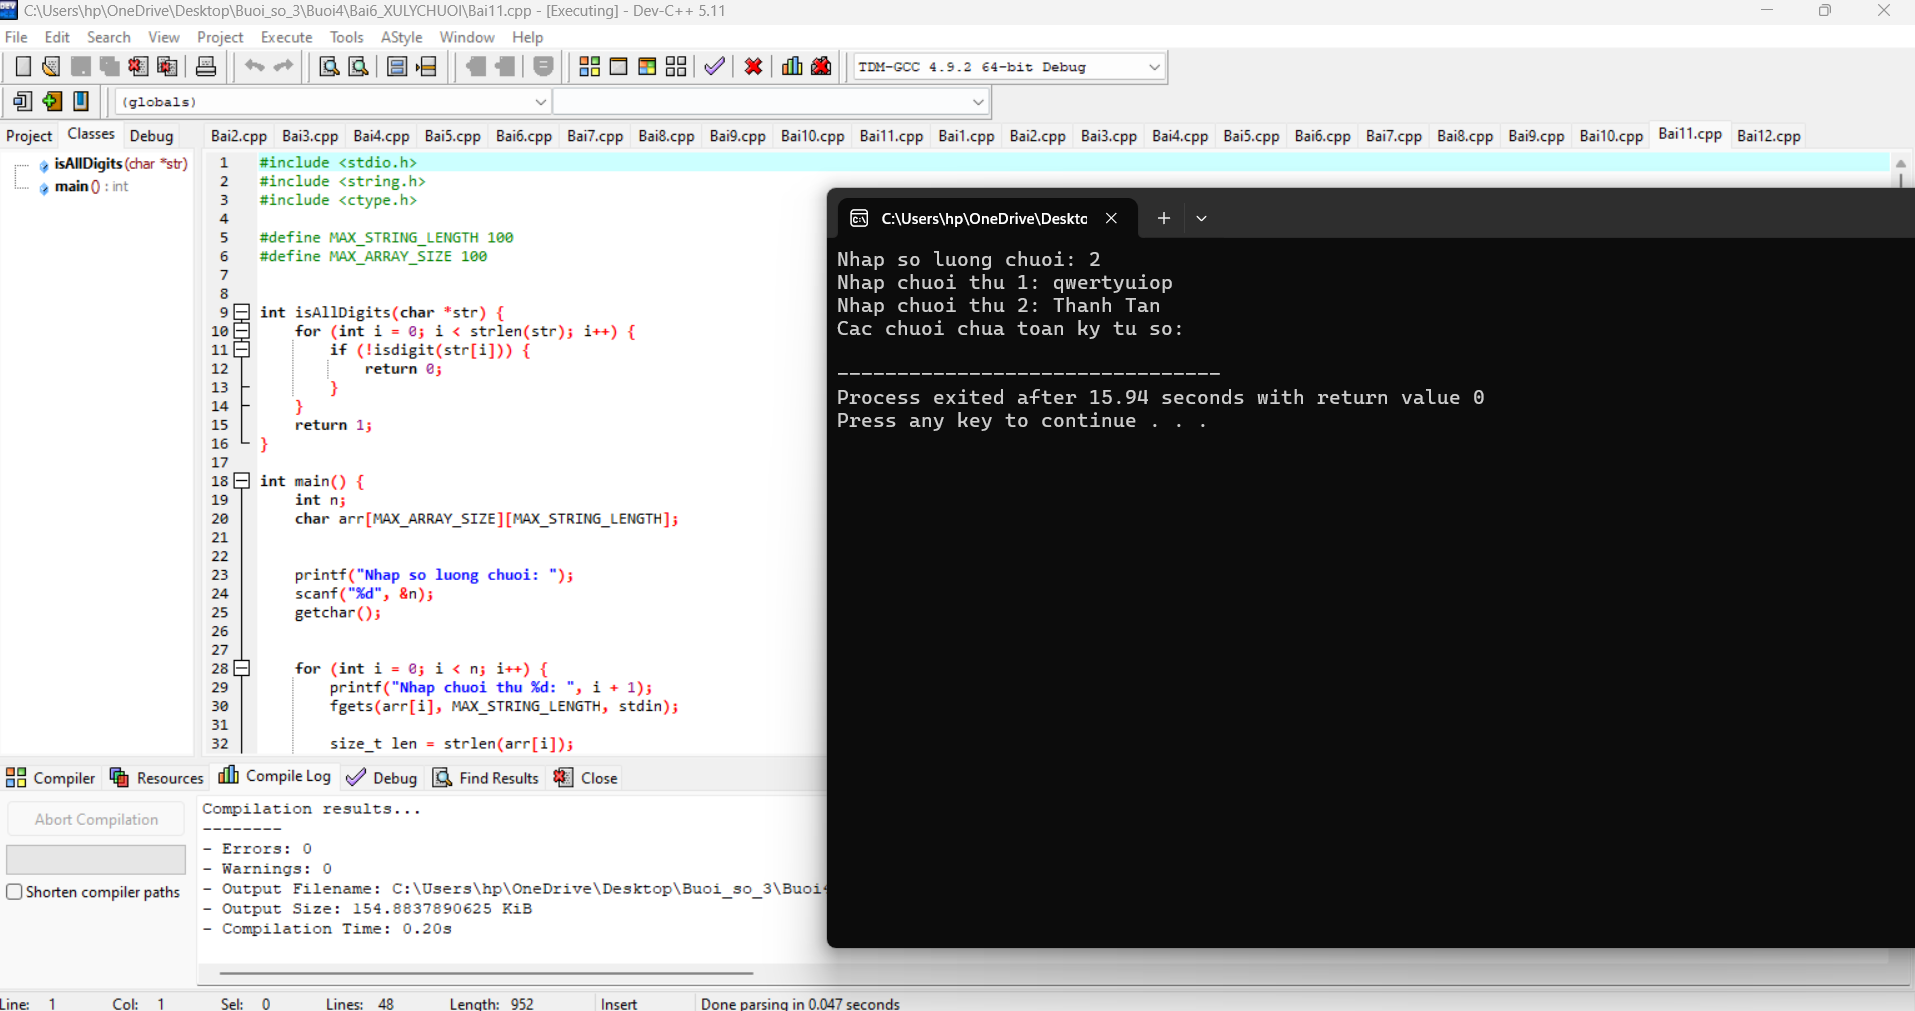 C:\Users\hp\OneDrive\Desktop\Buoi_so_3\Buoi4\Bai6_XULYCHUOI\Bai11.cpp - [Executing] - Dev-C++ 5.11
File Edit Search View Project Execute Tools AStyle Window Help
TDM-GCC 4.9.2 64-bit Debug
(globals)
Project Classes Debug
Bai2.cpp Bai3.cpp Bai4.cpp Bai5.cpp Bai6.cpp Bai7.cpp Bai8.cpp Bai9.cpp Bai10.cpp Bai11.cpp Bai1.cpp Bai2.cpp Bai3.cpp Bai4.cpp Bai5.cpp Bai6.cpp Bai7.cpp Bai8.cpp Bai9.cpp Bai10.cpp Bai11.cpp Bai12.cpp
isAllDigits (char *str)
main () : int
1 #include <stdio.h>
2 #include <string.h>
3 #include <ctype.h>
4
5 #define MAX_STRING_LENGTH 100
6 #define MAX_ARRAY_SIZE 100
7
8
9 int isAllDigits(char *str) {
10 for (int i = 0; i < strlen(str); i++) {
11 if (!isdigit(str[i])) {
12 return 0;
13 }
14 }
15 return 1;
16 }
17
18 int main() {
19 int n;
20 char arr[MAX_ARRAY_SIZE][MAX_STRING_LENGTH];
21
22
23 printf("Nhap so luong chuoi: ");
24 scanf("%d", &n);
25 getchar();
26
27
28 for (int i = 0; i < n; i++) {
29 printf("Nhap chuoi thu %d: ", i + 1);
30 fgets(arr[i], MAX_STRING_LENGTH, stdin);
31
32 size_t len = strlen(arr[i]);
C:\Users\hp\OneDrive\Deskto
Nhap so luong chuoi: 2
Nhap chuoi thu 1: qwertyuiop
Nhap chuoi thu 2: Thanh Tan
Cac chuoi chua toan ky tu so:
--------------------------------
Process exited after 15.94 seconds with return value 0
Press any key to continue . . .
Compiler Resources Compile Log Debug Find Results Close
Abort Compilation
Shorten compiler paths
Compilation results...
--------
- Errors: 0
- Warnings: 0
- Output Filename: C:\Users\hp\OneDrive\Desktop\Buoi_so_3\Buoi4
- Output Size: 154.8837890625 KiB
- Compilation Time: 0.20s
Line: 1 Col: 1 Sel: 0 Lines: 48 Length: 952 Insert Done parsing in 0.047 seconds